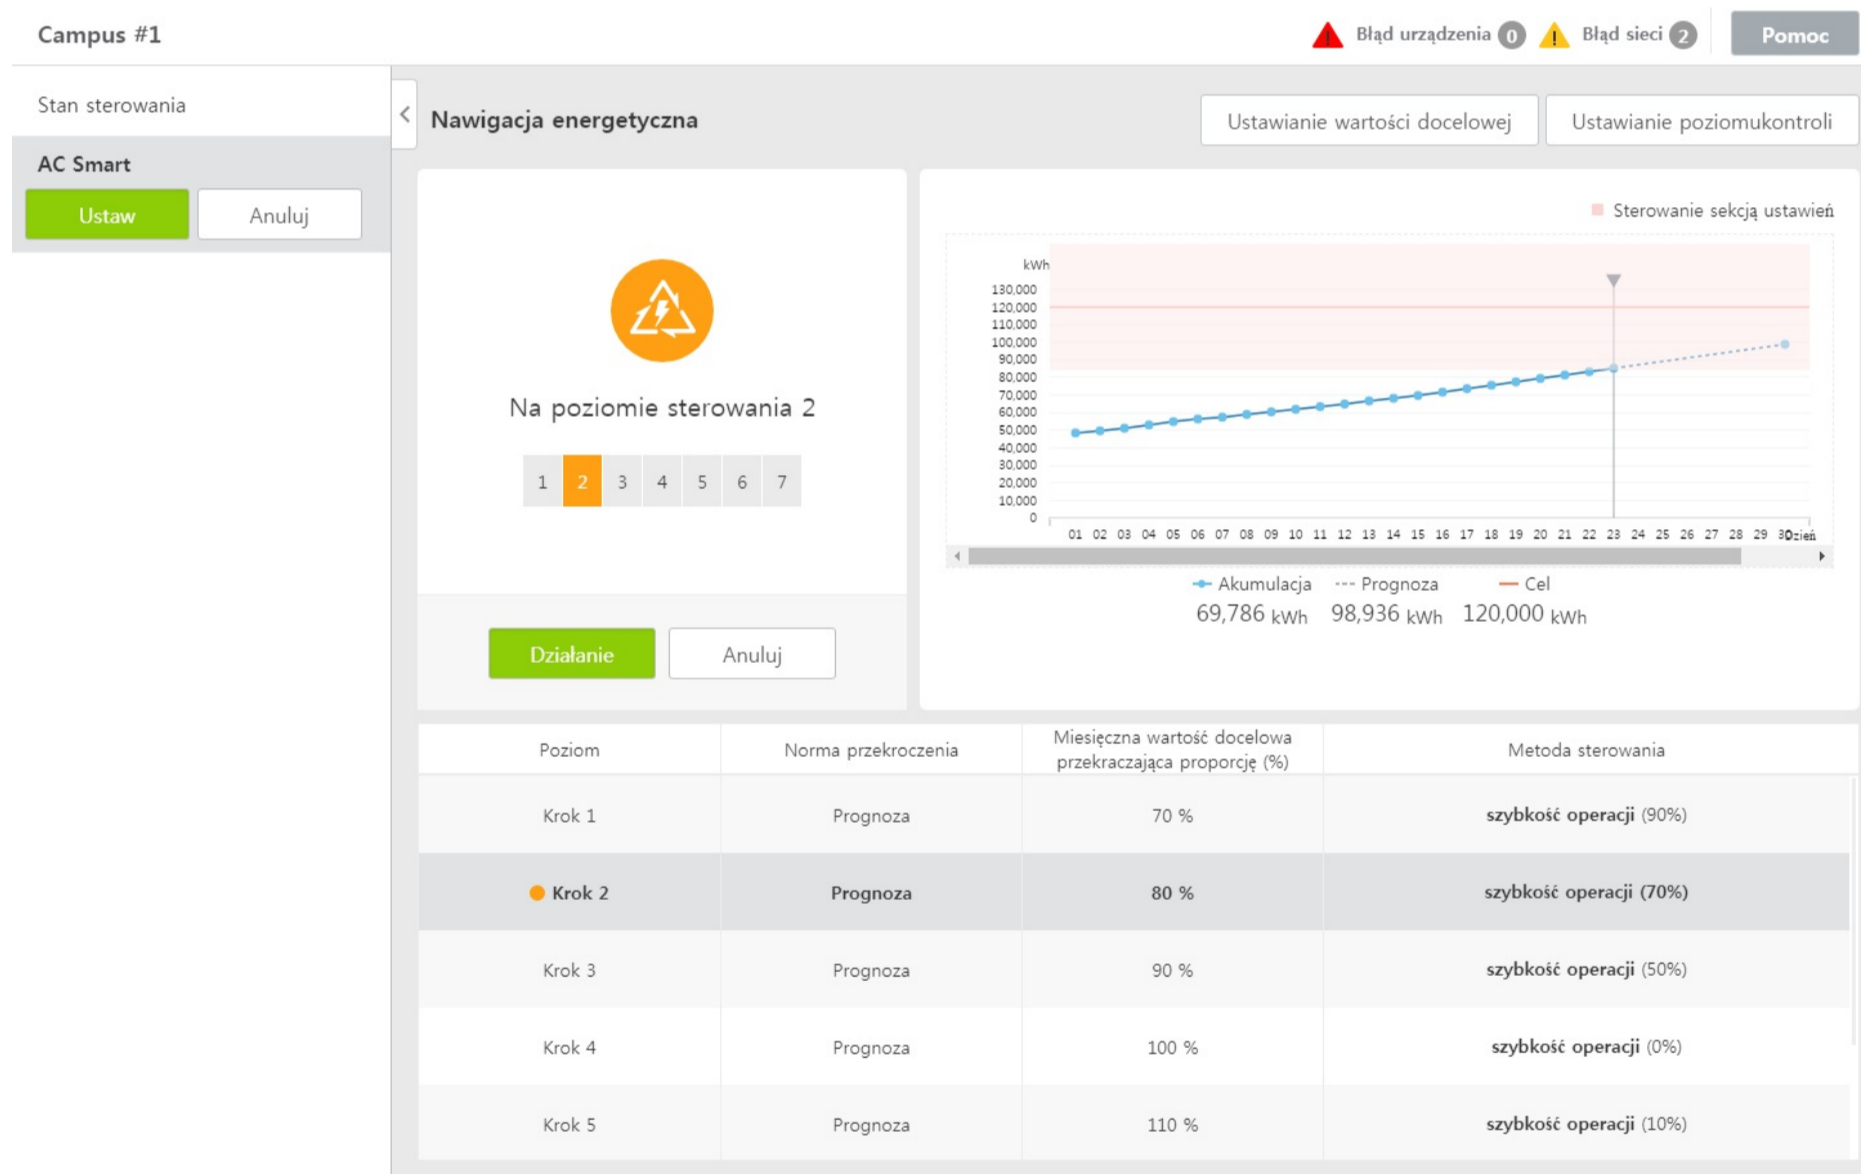 Campus #1
Błąd urządzenia 0
Błąd sieci 2
Pomoc
Stan sterowania
AC Smart
Ustaw
Anuluj
<
Nawigacja energetyczna
Ustawianie wartości docelowej
Ustawianie poziomukontroli
Na poziomie sterowania 2
1 2 3 4 5 6 7
Działanie
Anuluj
Sterowanie sekcją ustawień
kWh
130,000
120,000
110,000
100,000
90,000
80,000
70,000
60,000
50,000
40,000
30,000
20,000
10,000
0
01 02 03 04 05 06 07 08 09 10 11 12 13 14 15 16 17 18 19 20 21 22 23 24 25 26 27 28 29 30 Dzień
Akumulacja Prognoza Cel
69,786 kWh 98,936 kWh 120,000 kWh
Poziom
Norma przekroczenia
Miesięczna wartość docelowa
przekraczająca proporcję (%)
Metoda sterowania
Krok 1 Prognoza 70 % szybkość operacji (90%)
Krok 2 Prognoza 80 % szybkość operacji (70%)
Krok 3 Prognoza 90 % szybkość operacji (50%)
Krok 4 Prognoza 100 % szybkość operacji (0%)
Krok 5 Prognoza 110 % szybkość operacji (10%)